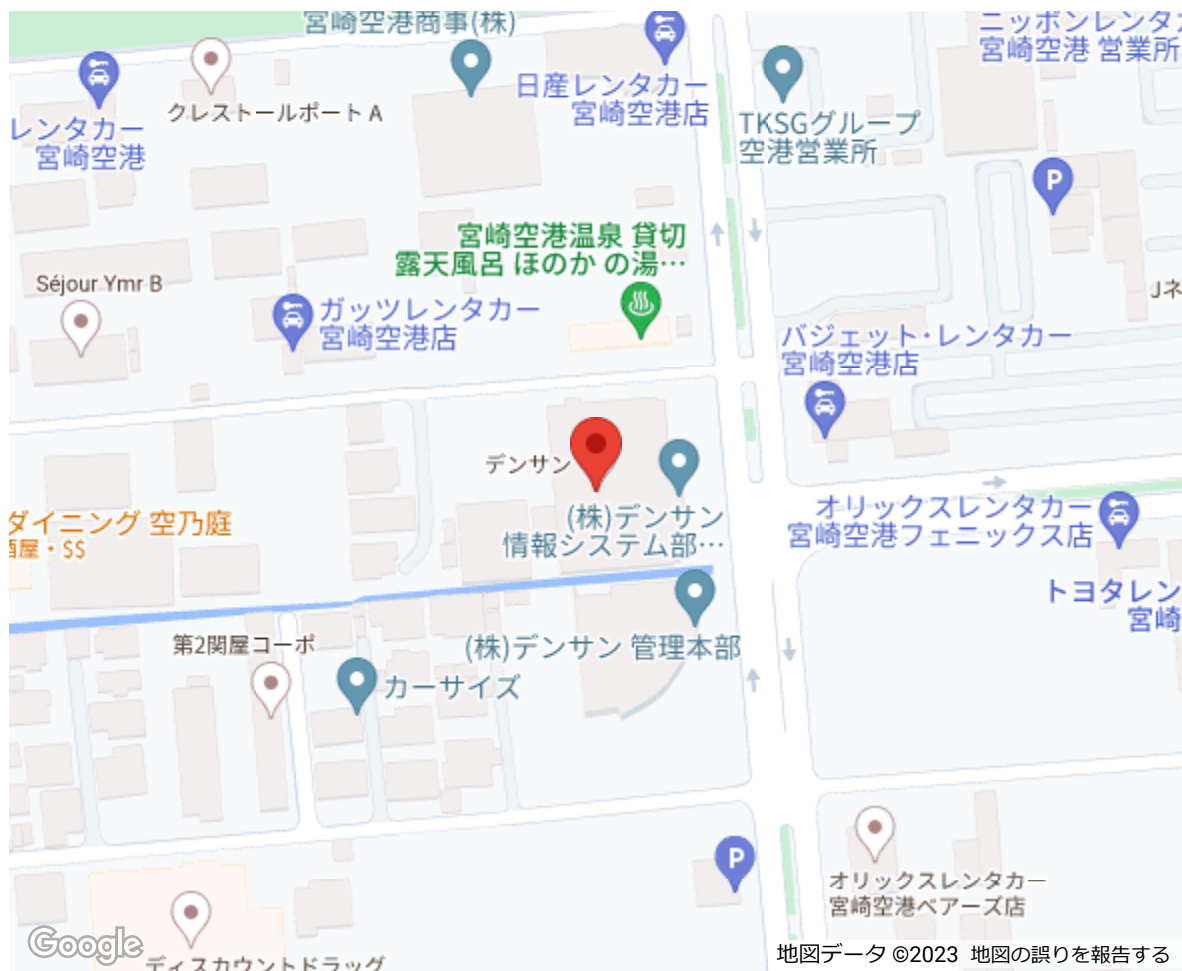 宮崎空港商事(株)
ニッポンレンタカ
宮崎空港 営業所
日産レンタカー
宮崎空港店
クレストールポート A
レンタカー
宮崎空港
TKSGグループ
空港営業所
P
宮崎空港温泉 貸切
露天風呂 ほのか の湯…
Séjour Ymr B
ガッツレンタカー
宮崎空港店
Jネ
バジェット・レンタカー
宮崎空港店
デンサン
(株)デンサン
情報システム部…
オリックスレンタカー
宮崎空港フェニックス店
ダイニング 空乃庭
酒屋・$$
トヨタレン
宮崎
第2関屋コーポ
(株)デンサン 管理本部
カーサイズ
P
オリックスレンタカー
宮崎空港ベアーズ店
Google
ディスカウントドラッグ
地図データ ©2023 地図の誤りを報告する